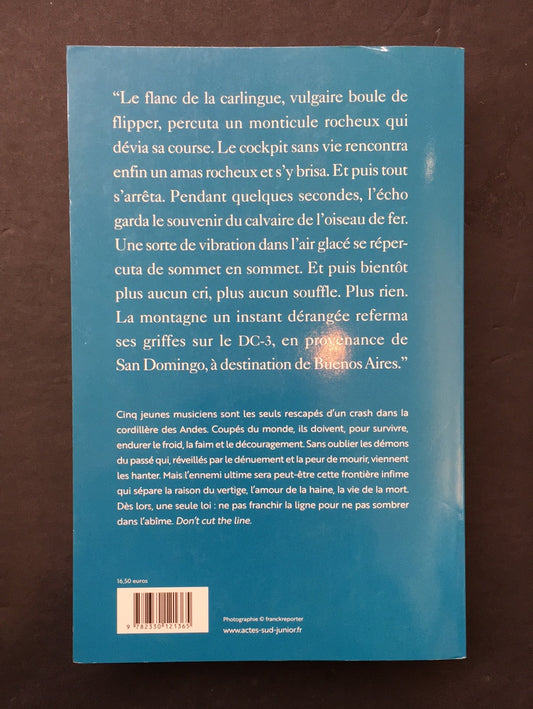 “Le flanc de la carlingue, vulgaire boule de
flipper, percuta un monticule rocheux qui
dévia sa course. Le cockpit sans vie rencontra
enfin un amas rocheux et s’y brisa. Et puis tout
s’arrêta. Pendant quelques secondes, l’écho
garda le souvenir du calvaire de l’oiseau de fer.
Une sorte de vibration dans l’air glacé se réper-
cuta de sommet en sommet. Et puis bientôt
plus aucun cri, plus aucun souffle. Plus rien.
La montagne un instant dérangée referma
ses griffes sur le DC-3, en provenance de
San Domingo, à destination de Buenos Aires.”
Cinq jeunes musiciens sont les seuls rescapés d’un crash dans la
cordillère des Andes. Coupés du monde, ils doivent, pour survivre,
endurer le froid, la faim et le découragement. Sans oublier les démons
du passé qui, réveillés par le dénuement et la peur de mourir, viennent
les hanter. Mais l’ennemi ultime sera peut-être cette frontière infime
qui sépare la raison du vertige, l’amour de la haine, la vie de la mort.
Dès lors, une seule loi : ne pas franchir la ligne pour ne pas sombrer
dans l’abîme. Don’t cut the line.
16,50 euros
9 782330 121365
Photographie © franckreporter
www.actes-sud-junior.fr